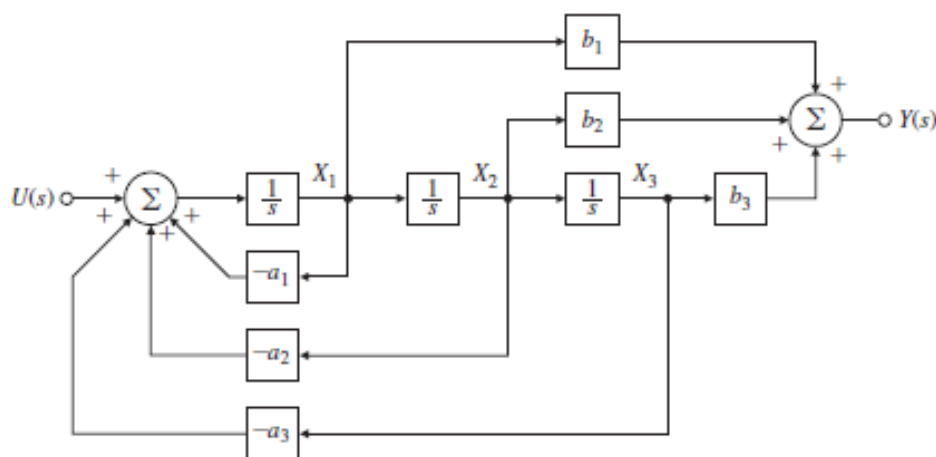 b₁
+
b₂ Σ Y(s)
+ +
X₁ X₂ X₃
U(s) + Σ 1/s 1/s 1/s b₃
+ + +
−a₁
−a₂
−a₃